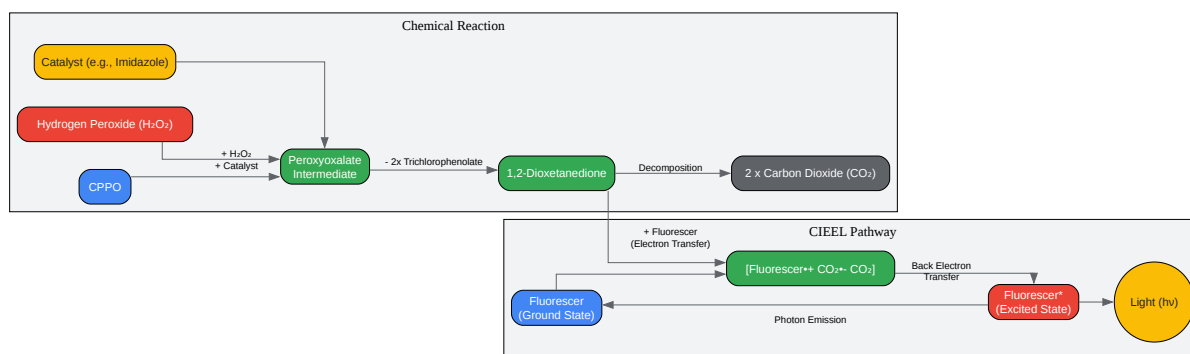 Chemical Reaction
Catalyst (e.g., Imidazole)
Hydrogen Peroxide (H₂O₂)
+ H₂O₂
+ Catalyst
CPPO
Peroxyoxalate
Intermediate
- 2x Trichlorophenolate
1,2-Dioxetanedione
Decomposition
2 x Carbon Dioxide (CO₂)
CIEEL Pathway
+ Fluorescer
(Electron Transfer)
[Fluorescer•+ CO₂•- CO₂]
Back Electron
Transfer
Fluorescer
(Ground State)
Photon Emission
Fluorescer*
(Excited State)
Light (hν)